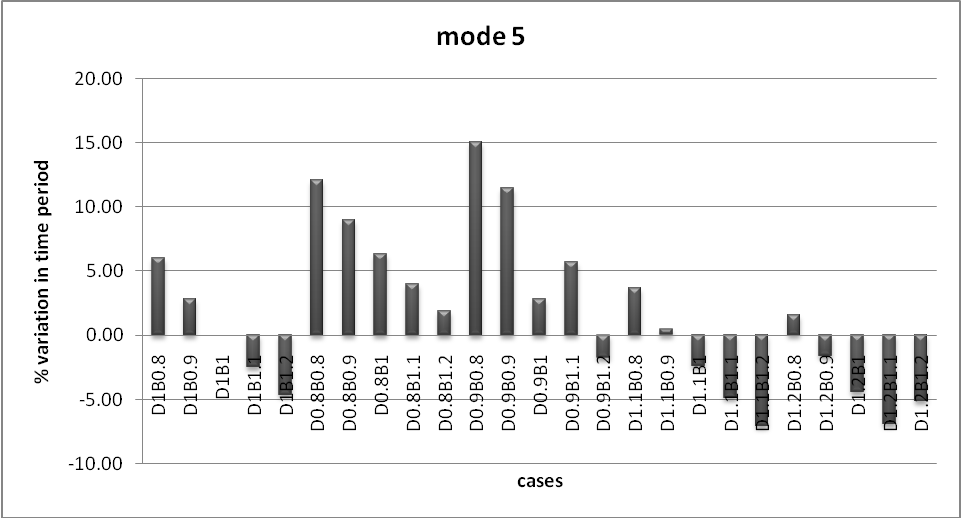 mode 5
% variation in time period
20.00
15.00
10.00
5.00
0.00
-5.00
-10.00
D1B0.8
D1B0.9
D1B1
D1B1.1
D1B1.2
D0.8B0.8
D0.8B0.9
D0.8B1
D0.8B1.1
D0.8B1.2
D0.9B0.8
D0.9B0.9
D0.9B1
D0.9B1.1
D0.9B1.2
D1.1B0.8
D1.1B0.9
D1.1B1
D1.1B1.1
D1.1B1.2
D1.2B0.8
D1.2B0.9
D1.2B1
D1.2B1.1
D1.2B1.2
cases